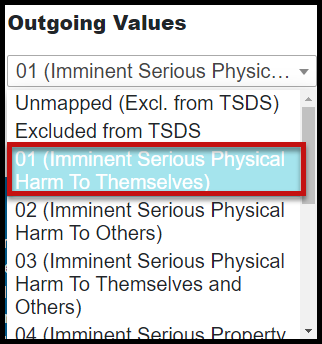 Outgoing Values
01 (Imminent Serious Physic...
Unmapped (Excl. from TSDS)
Excluded from TSDS
01 (Imminent Serious Physical
Harm To Themselves)
02 (Imminent Serious Physical
Harm To Others)
03 (Imminent Serious Physical
Harm To Themselves and
Others)
04 (Imminent Serious Property